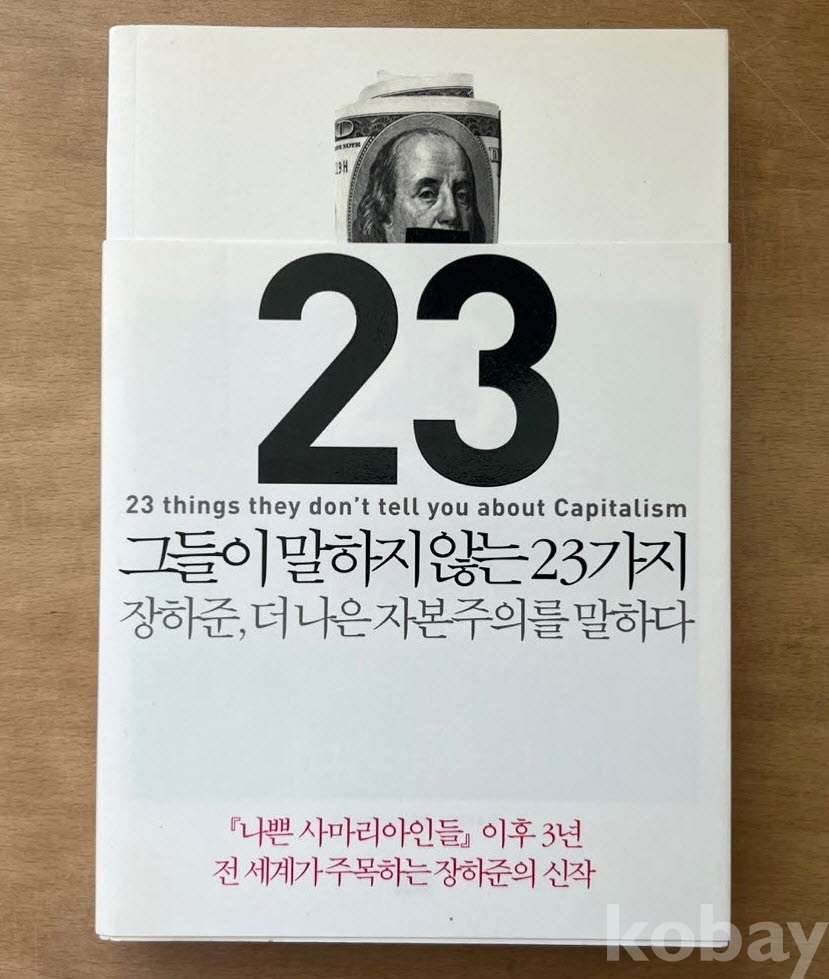 19 H
23
23 things they don't tell you about Capitalism
그들이 말하지 않는 23가지
장하준, 더 나은 자본주의를 말하다
『나쁜 사마리아인들』 이후 3년
전 세계가 주목하는 장하준의 신작
kobay